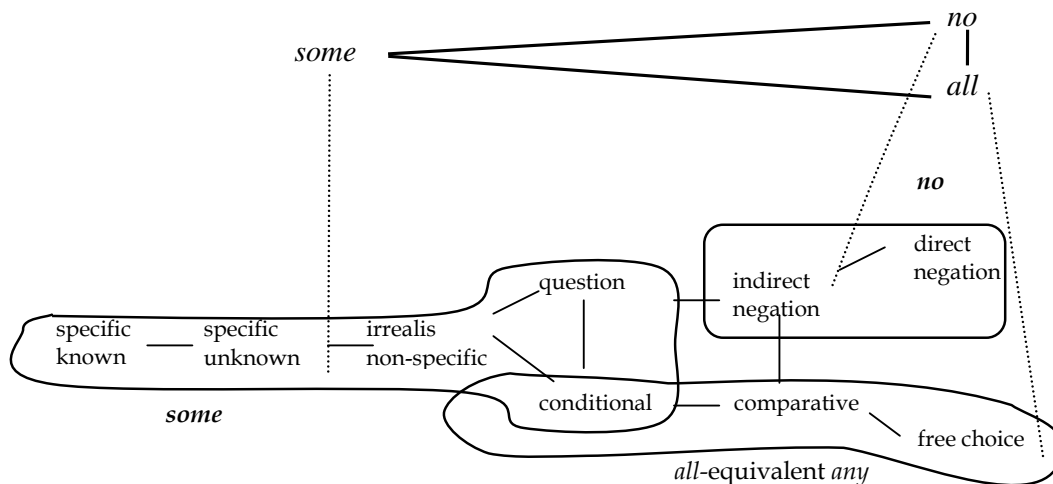 no
some
all
no
direct
negation
question
indirect
negation
specific
known
specific
unknown
irrealis
non-specific
some
conditional
comparative
free choice
all-equivalent any